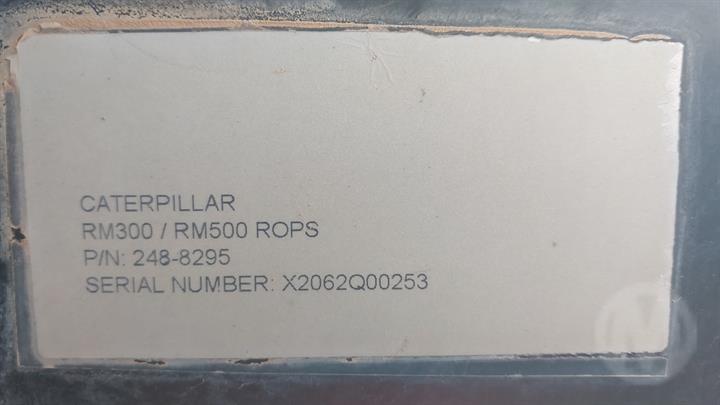 CATERPILLAR
RM300 / RM500 ROPS
P/N: 248-8295
SERIAL NUMBER: X2062Q00253